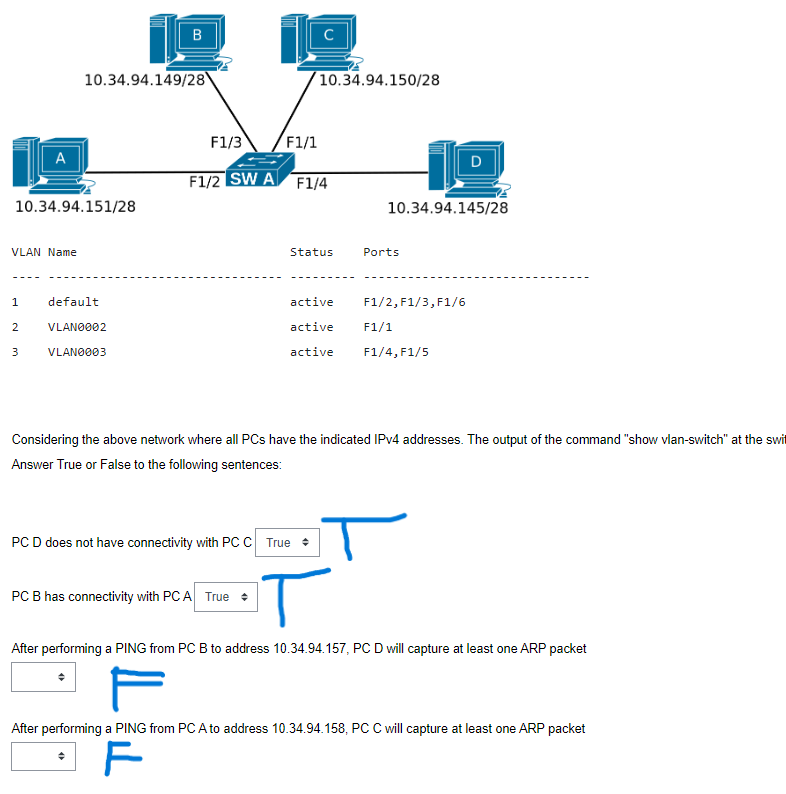 B
C
10.34.94.149/28
10.34.94.150/28
F1/3
F1/1
A
D
F1/2
SW A
F1/4
10.34.94.151/28
10.34.94.145/28
VLAN Name Status Ports
---- -------------------------------- --------- -------------------------------
1 default active F1/2,F1/3,F1/6
2 VLAN0002 active F1/1
3 VLAN0003 active F1/4,F1/5
Considering the above network where all PCs have the indicated IPv4 addresses. The output of the command "show vlan-switch" at the swit
Answer True or False to the following sentences:
PC D does not have connectivity with PC C True T
PC B has connectivity with PC A True T
After performing a PING from PC B to address 10.34.94.157, PC D will capture at least one ARP packet
F
After performing a PING from PC A to address 10.34.94.158, PC C will capture at least one ARP packet
F